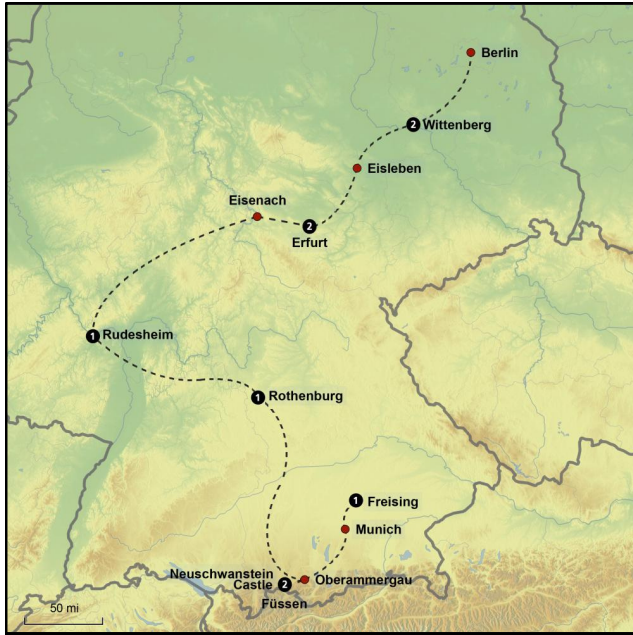 Berlin
2 Wittenberg
Eisleben
Eisenach
2
Erfurt
1 Rudesheim
1 Rothenburg
1 Freising
Munich
Neuschwanstein
Castle 2 Oberammergau
Füssen
50 mi